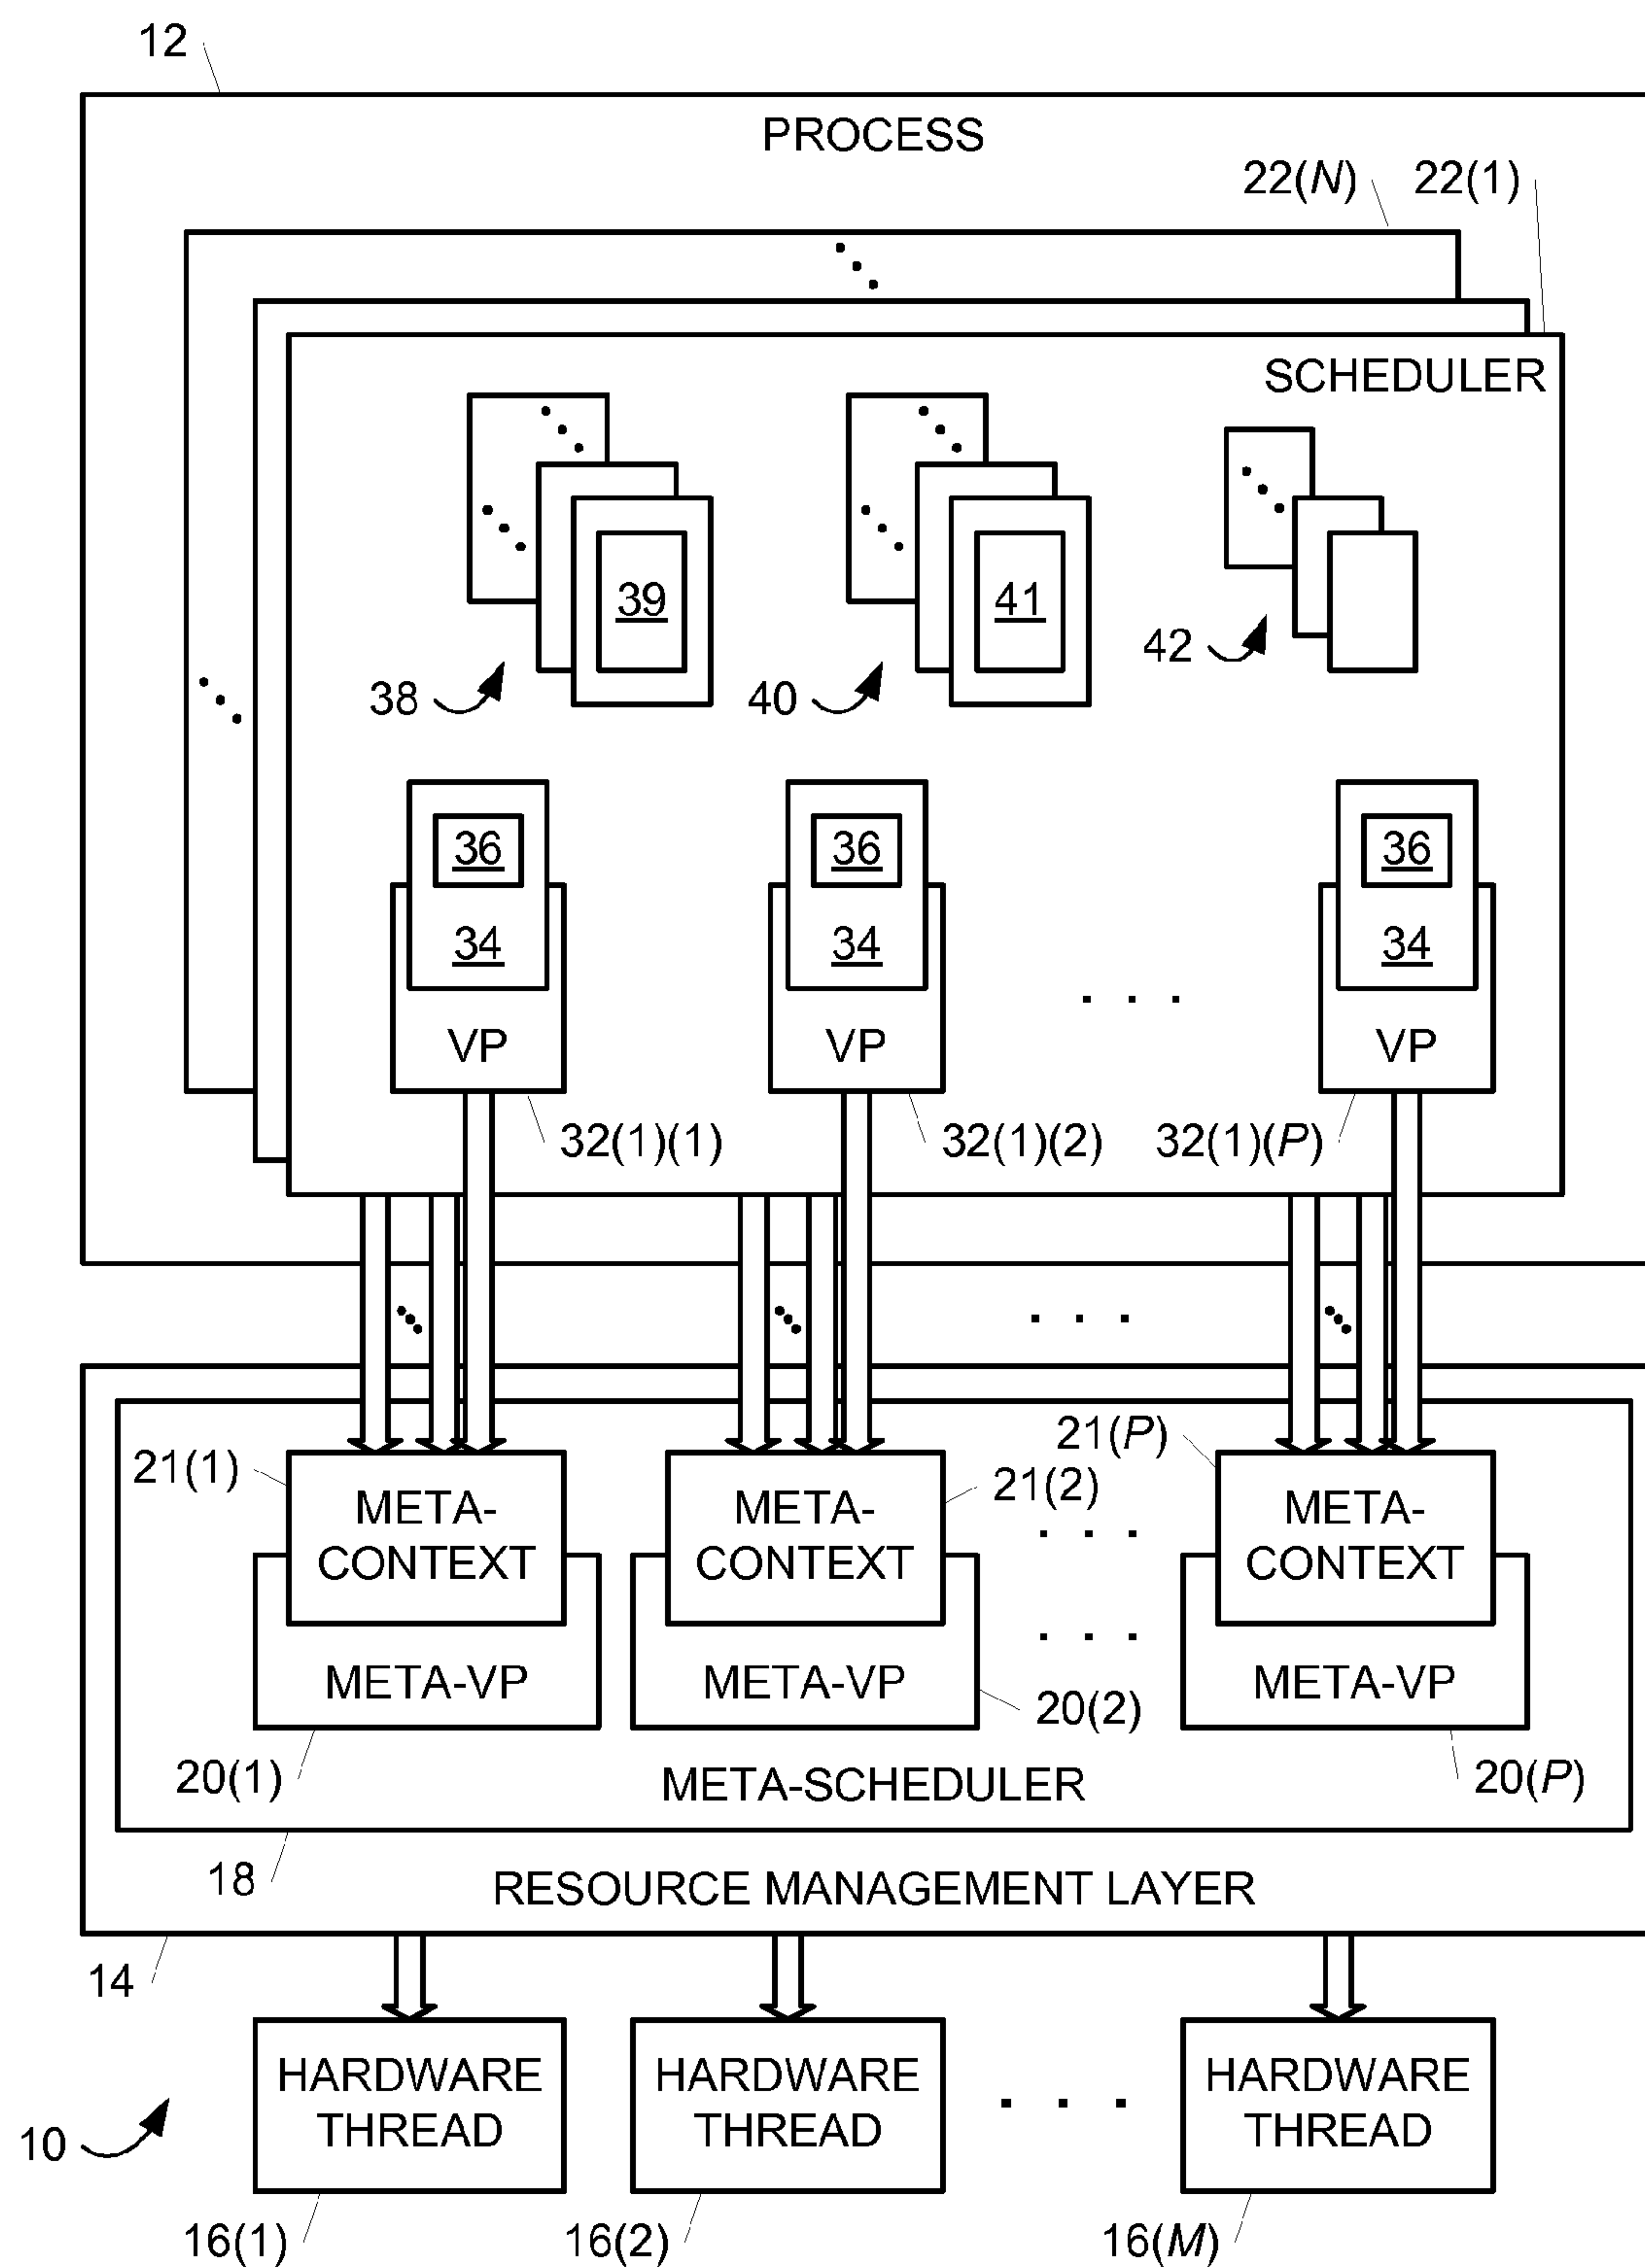 12
PROCESS
22(N) 22(1)
SCHEDULER
39 41
42
38 40
36 36 36
34 34 34
VP VP . . . VP
32(1)(1) 32(1)(2) 32(1)(P)
. . .
21(1) 21(2) 21(P)
META- META- META-
CONTEXT CONTEXT . . . CONTEXT
. . .
META-VP META-VP META-VP
20(1) 20(2) 20(P)
META-SCHEDULER
18
RESOURCE MANAGEMENT LAYER
14
HARDWARE HARDWARE HARDWARE
THREAD THREAD . . . THREAD
10
16(1) 16(2) 16(M)